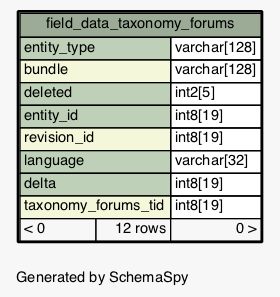 field_data_taxonomy_forums
entity_type varchar[128]
bundle varchar[128]
deleted int2[5]
entity_id int8[19]
revision_id int8[19]
language varchar[32]
delta int8[19]
taxonomy_forums_tid int8[19]
< 0 12 rows 0 >
Generated by SchemaSpy